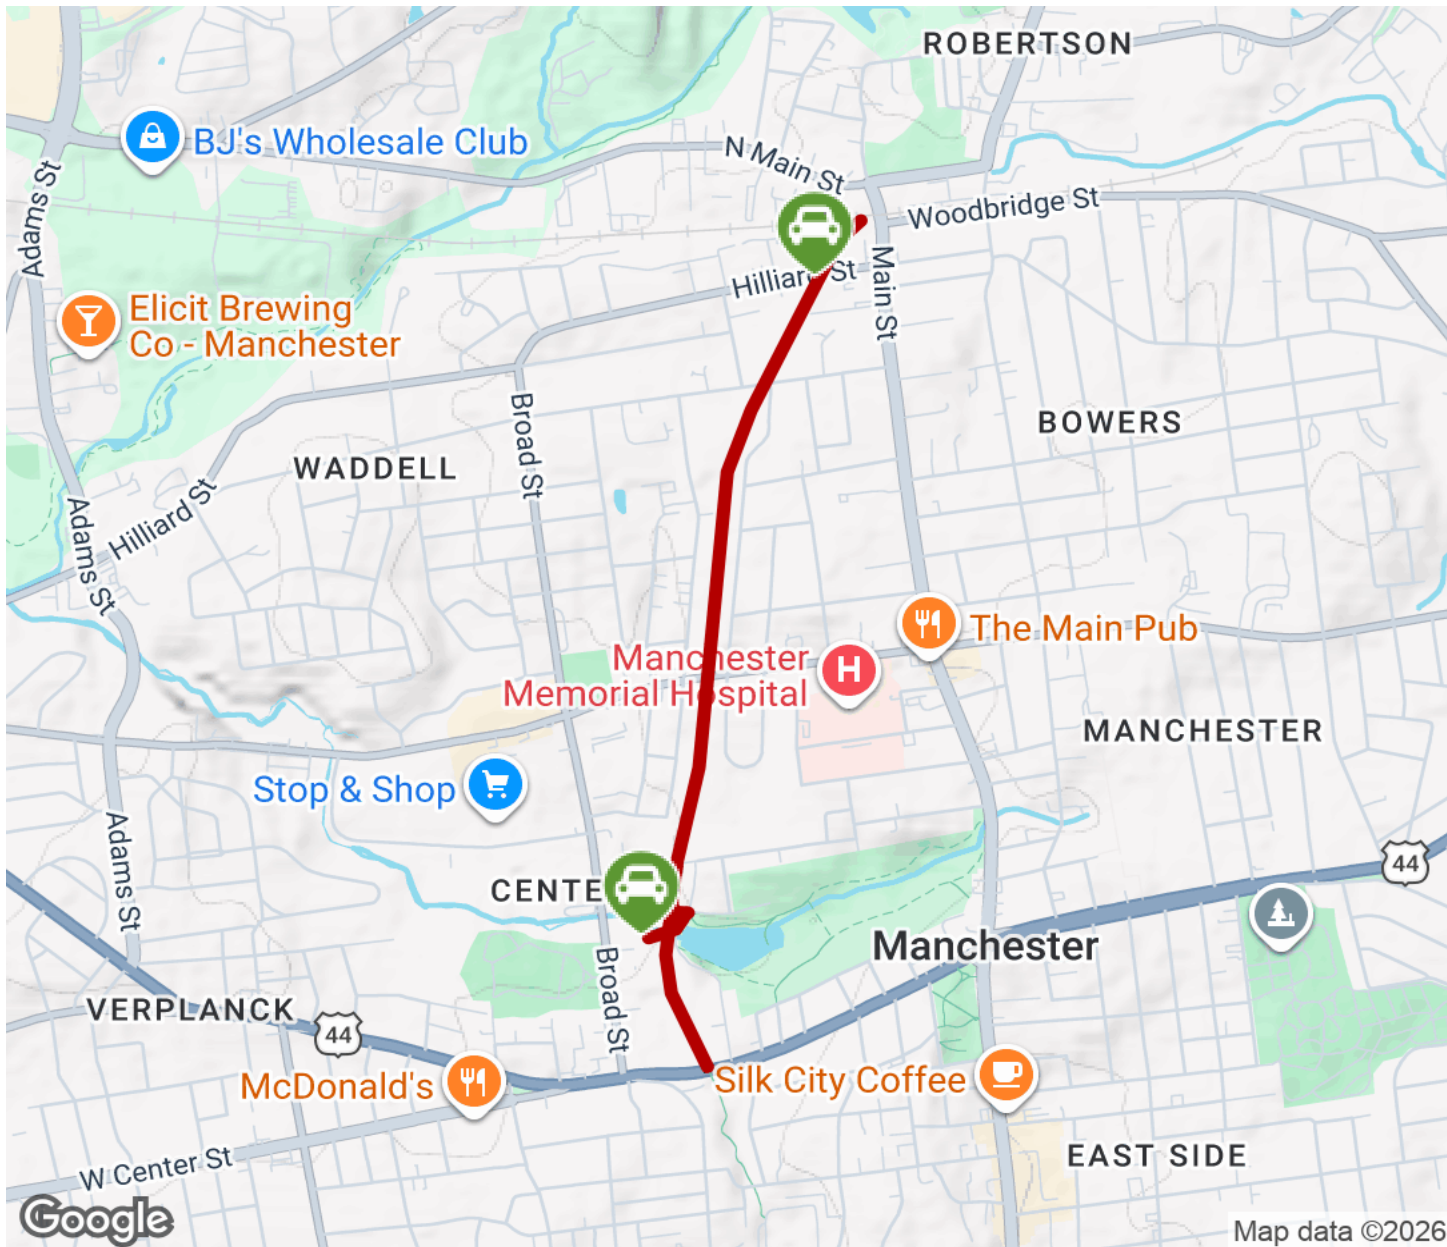 ROBERTSON
BJ's Wholesale Club
N Main St
Adams St
Woodbridge St
Hilliard St
Main St
Elicit Brewing
Co - Manchester
Broad St
BOWERS
WADDELL
Hilliard St
Adams St
The Main Pub
Manchester
Memorial Hospital
MANCHESTER
Stop & Shop
Adams St
44
CENTE
Manchester
Broad St
VERPLANCK
44
McDonald's
Silk City Coffee
W Center St
EAST SIDE
Google
Map data ©2026
H